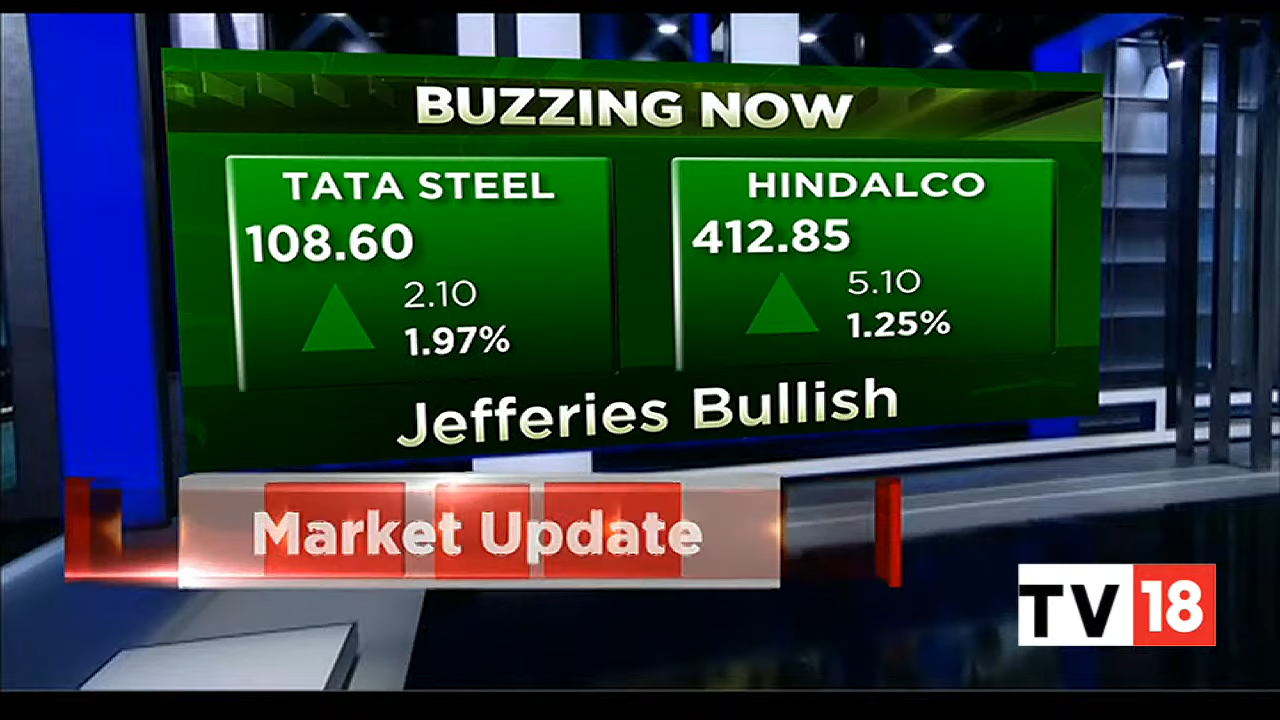 BUZZING NOW
TATA STEEL
108.60
2.10
1.97%
HINDALCO
412.85
5.10
1.25%
Jefferies Bullish
Market Update
TV18